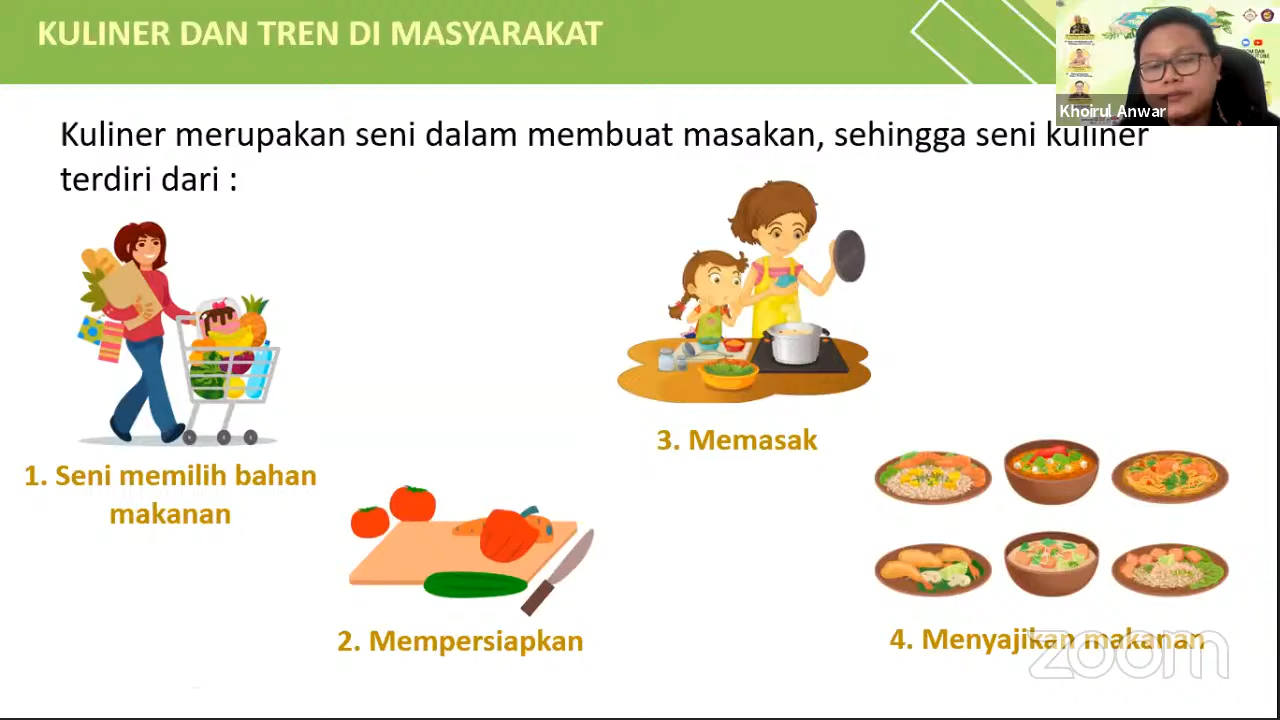 KULINER DAN TREN DI MASYARAKAT
Khoirul Anwar
Kuliner merupakan seni dalam membuat masakan, sehingga seni kuliner
terdiri dari :
1. Seni memilih bahan
makanan
2. Mempersiapkan
3. Memasak
4. Menyajikan makanan
zoom